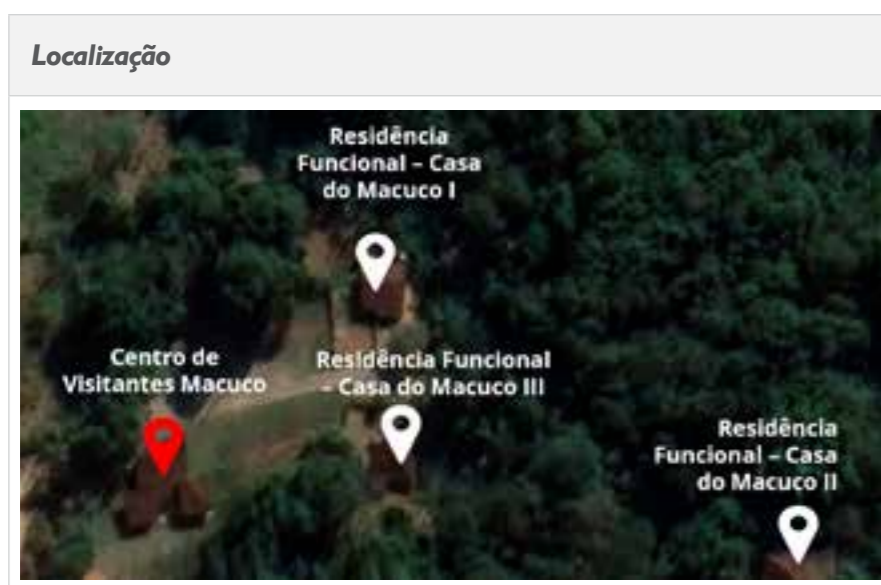 Localização
Residência
Funcional – Casa
do Macuco I
Centro de
Visitantes Macuco
Residência Funcional
– Casa do Macuco III
Residência
Funcional – Casa
do Macuco II